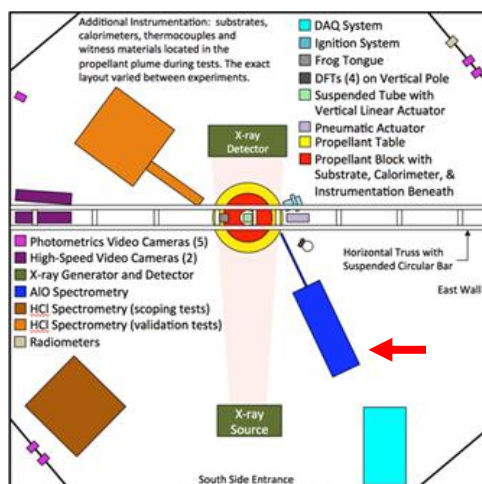 Additional Instrumentation: substrates,
calorimeters, thermocouples and
witness materials located in the
propellant plume during tests. The exact
layout varied between experiments.
DAQ System
Ignition System
Frog Tongue
DFTs (4) on Vertical Pole
Suspended Tube with
Vertical Linear Actuator
Pneumatic Actuator
Propellant Table
Propellant Block with
Substrate, Calorimeter, &
Instrumentation Beneath
X-ray
Detector
Photometrics Video Cameras (5)
High-Speed Video Cameras (2)
X-ray Generator and Detector
AlO Spectrometry
HCl Spectrometry (scoping tests)
HCl Spectrometry (validation tests)
Radiometers
Horizontal Truss with
Suspended Circular Bar
East Wall
X-ray
Source
South Side Entrance